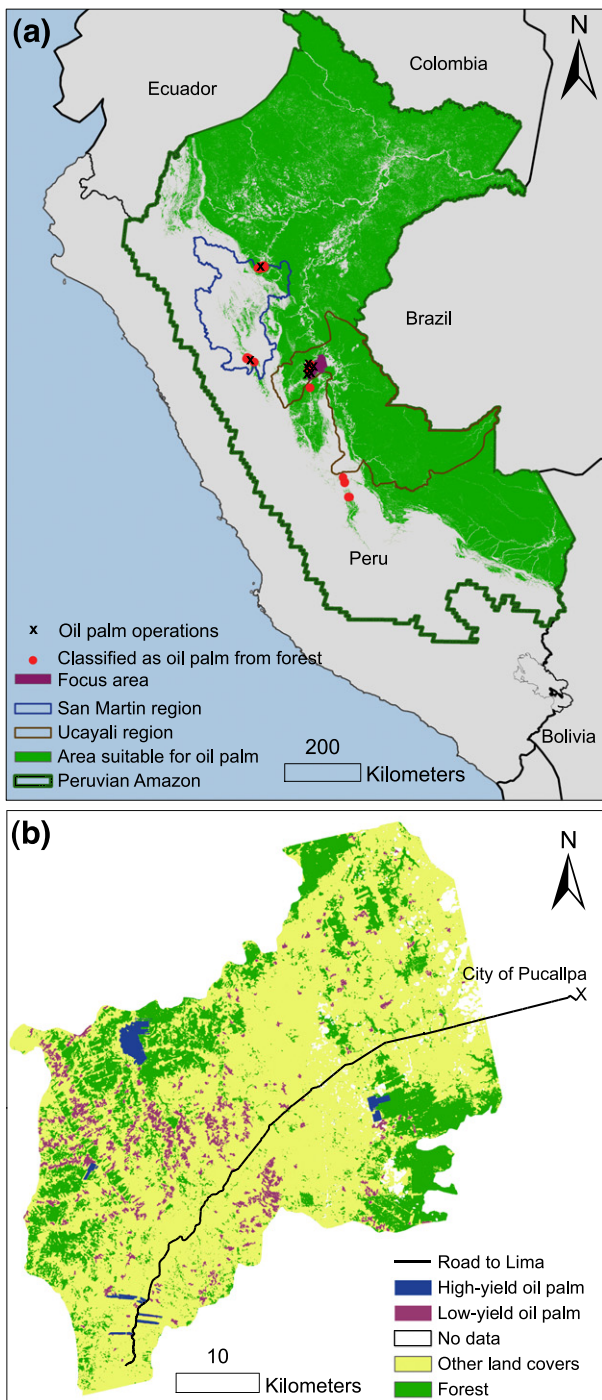 (a)
N
Colombia
Ecuador
Brazil
Peru
Bolivia
x Oil palm operations
Classified as oil palm from forest
Focus area
San Martin region
Ucayali region
Area suitable for oil palm
Peruvian Amazon
200
Kilometers
(b)
N
City of Pucallpa
X
Road to Lima
High-yield oil palm
Low-yield oil palm
No data
Other land covers
Forest
10
Kilometers